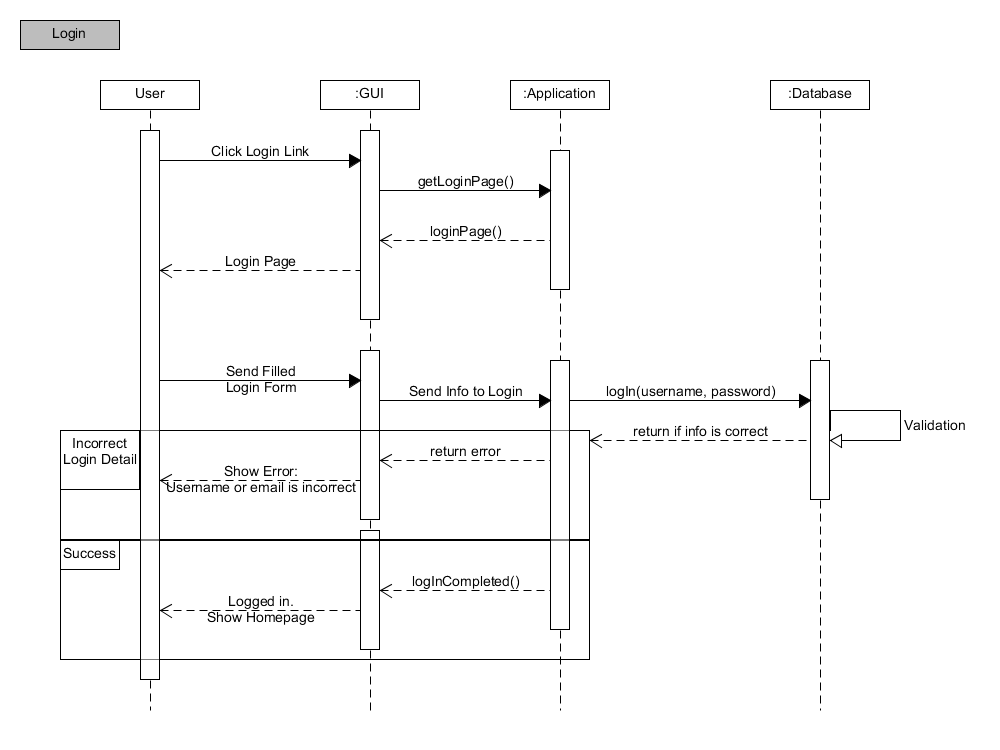 Login
User
:GUI
:Application
:Database
Click Login Link
getLoginPage()
loginPage()
Login Page
Send Filled
Login Form
Send Info to Login
logIn(username, password)
Validation
return if info is correct
Incorrect
Login Detail
return error
Show Error:
Username or email is incorrect
Success
logInCompleted()
Logged in.
Show Homepage